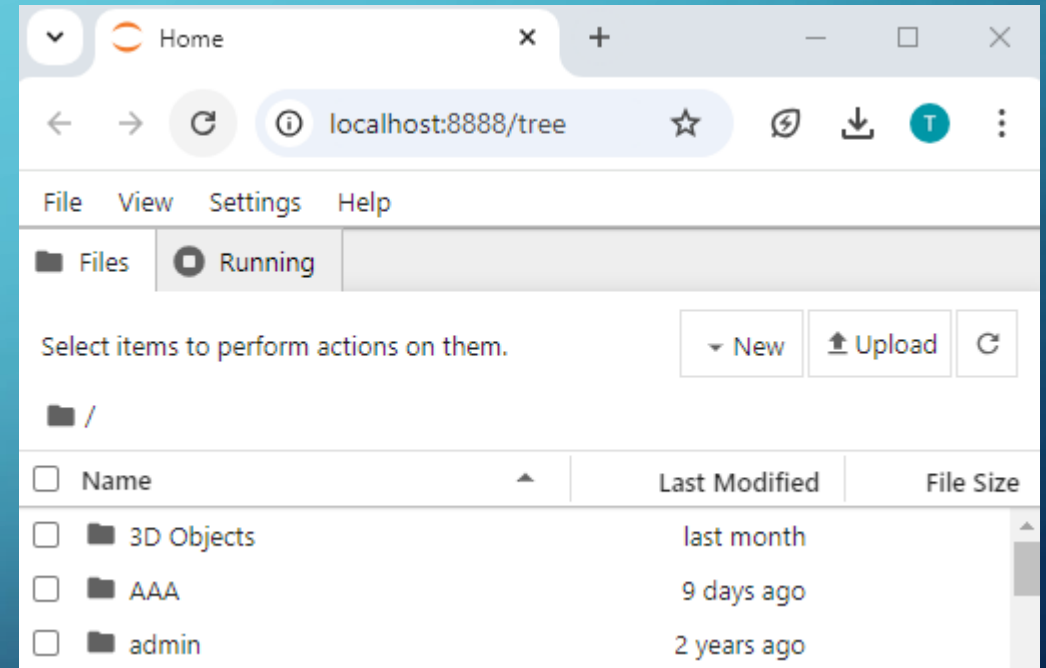 Home
localhost:8888/tree
T
File View Settings Help
Files Running
Select items to perform actions on them.
New Upload
/
Name Last Modified File Size
3D Objects last month
AAA 9 days ago
admin 2 years ago